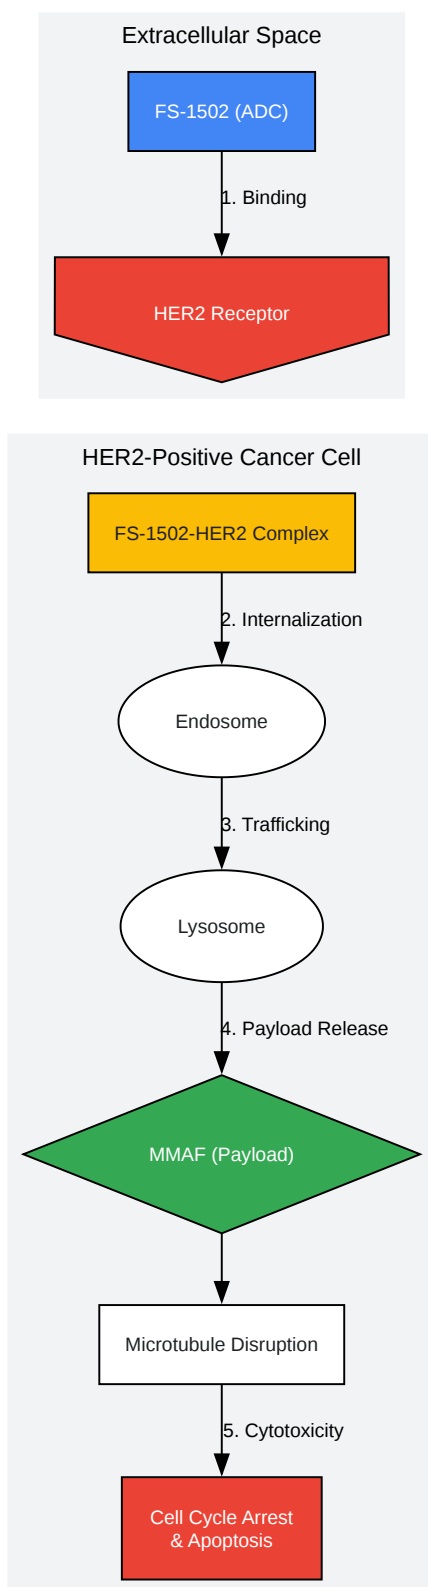 Extracellular Space
FS-1502 (ADC)
1. Binding
HER2 Receptor
HER2-Positive Cancer Cell
FS-1502-HER2 Complex
2. Internalization
Endosome
3. Trafficking
Lysosome
4. Payload Release
MMAF (Payload)
Microtubule Disruption
5. Cytotoxicity
Cell Cycle Arrest
& Apoptosis